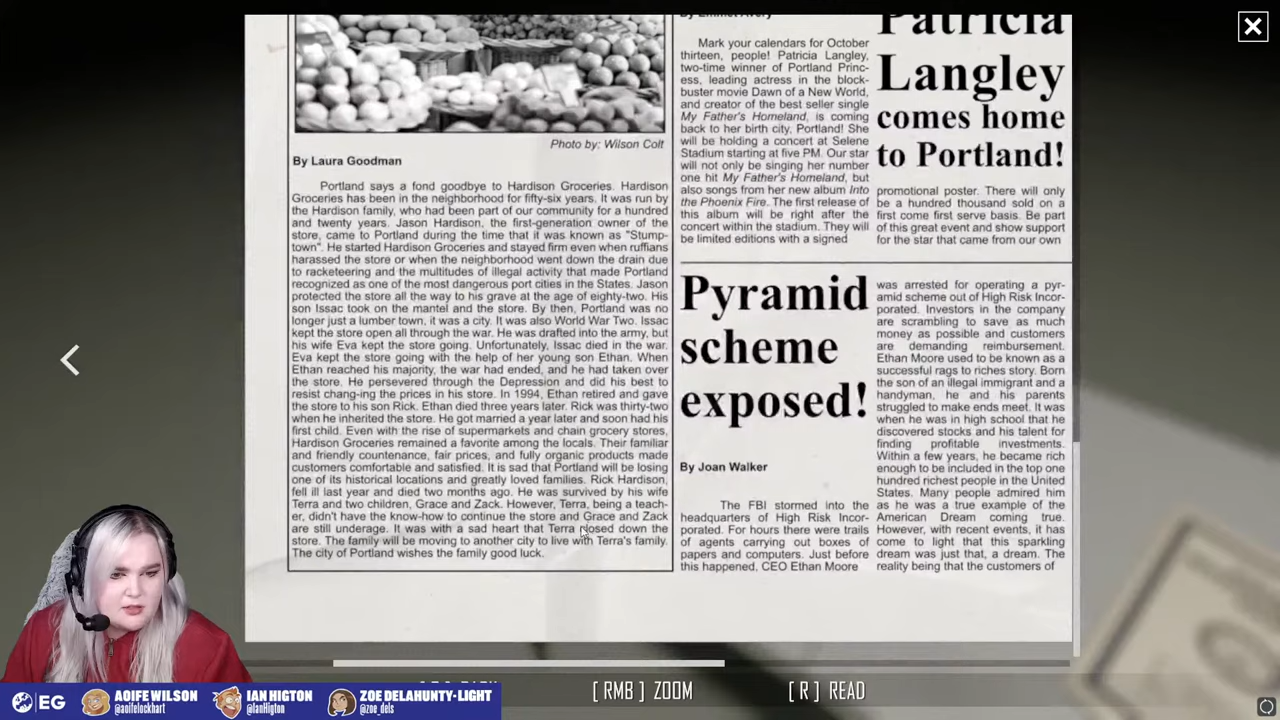 Photo by: Wilson Colt
By Laura Goodman
Portland says a fond goodbye to Hardison Groceries. Hardison
Groceries has been in the neighborhood for fifty-six years. It was run by
the Hardison family, who had been part of our community for a hundred
and twenty years. Jason Hardison, the first-generation owner of the
store, came to Portland during the time that it was known as "Stump-
town". He started Hardison Groceries and stayed firm even when ruffians
harassed the store or when the neighborhood went down the drain due
to racketeering and the multitudes of illegal activity that made Portland
recognized as one of the most dangerous port cities in the States. Jason
protected the store all the way to his grave at the age of eighty-two. His
son Issac took on the mantel and the store. By then, Portland was no
longer just a lumber town, it was a city. It was also World War Two. Issac
kept the store open all through the war. He was drafted into the army, but
his wife Eva kept the store going. Unfortunately, Issac died in the war.
Eva kept the store going with the help of her young son Ethan. When
Ethan reached his majority, the war had ended, and he had taken over
the store. He persevered through the Depression and did his best to
resist chang-ing the prices in his store. In 1994, Ethan retired and gave
the store to his son Rick. Ethan died three years later. Rick was thirty-two
when he inherited the store. He got married a year later and soon had his
first child. Even with the rise of supermarkets and chain grocery stores,
Hardison Groceries remained a favorite among the locals. Their familiar
and friendly countenance, fair prices, and fully organic products made
customers comfortable and satisfied. It is sad that Portland will be losing
one of its historical locations and greatly loved families. Rick Hardison,
fell ill last year and died two months ago. He was survived by his wife
Terra and two children, Grace and Zack. However, Terra, being a teach-
er, didn't have the know-how to continue the store and Grace and Zack
are still underage. It was with a sad heart that Terra closed down the
store. The family will be moving to another city to live with Terra's family.
The city of Portland wishes the family good luck.
By Emmet Avery
Mark your calendars for October
thirteen, people! Patricia Langley,
two-time winner of Portland Princ-
ess, leading actress in the block-
buster movie Dawn of a New World,
and creator of the best seller single
My Father's Homeland, is coming
back to her birth city, Portland! She
will be holding a concert at Selene
Stadium starting at five PM. Our star
will not only be singing her number
one hit My Father's Homeland, but
also songs from her new album Into
the Phoenix Fire. The first release of
this album will be right after the
concert within the stadium. They will
be limited editions with a signed
Patricia
Langley
comes home
to Portland!
promotional poster. There will only
be a hundred thousand sold on a
first come first serve basis. Be part
of this great event and show support
for the star that came from our own
Pyramid
scheme
exposed!
By Joan Walker
The FBI stormed into the
headquarters of High Risk Incor-
porated. For hours there were trails
of agents carrying out boxes of
papers and computers. Just before
this happened, CEO Ethan Moore
was arrested for operating a pyr-
amid scheme out of High Risk Incor-
porated. Investors in the company
are scrambling to save as much
money as possible and customers
are demanding reimbursement.
Ethan Moore used to be known as a
successful rags to riches story. Born
the son of an illegal immigrant and a
handyman, he and his parents
struggled to make ends meet. It was
when he was in high school that he
discovered stocks and his talent for
finding profitable investments.
Within a few years, he became rich
enough to be included in the top one
hundred richest people in the United
States. Many people admired him
as he was a true example of the
American Dream coming true.
However, with recent events, it has
come to light that this sparkling
dream was just that, a dream. The
reality being that the customers of
[ RMB ] ZOOM
[ R ] READ
EG
AOIFE WILSON
@aoifelockhart
IAN HIGTON
@IanHigton
ZOE DELAHUNTY-LIGHT
@zoe_dels